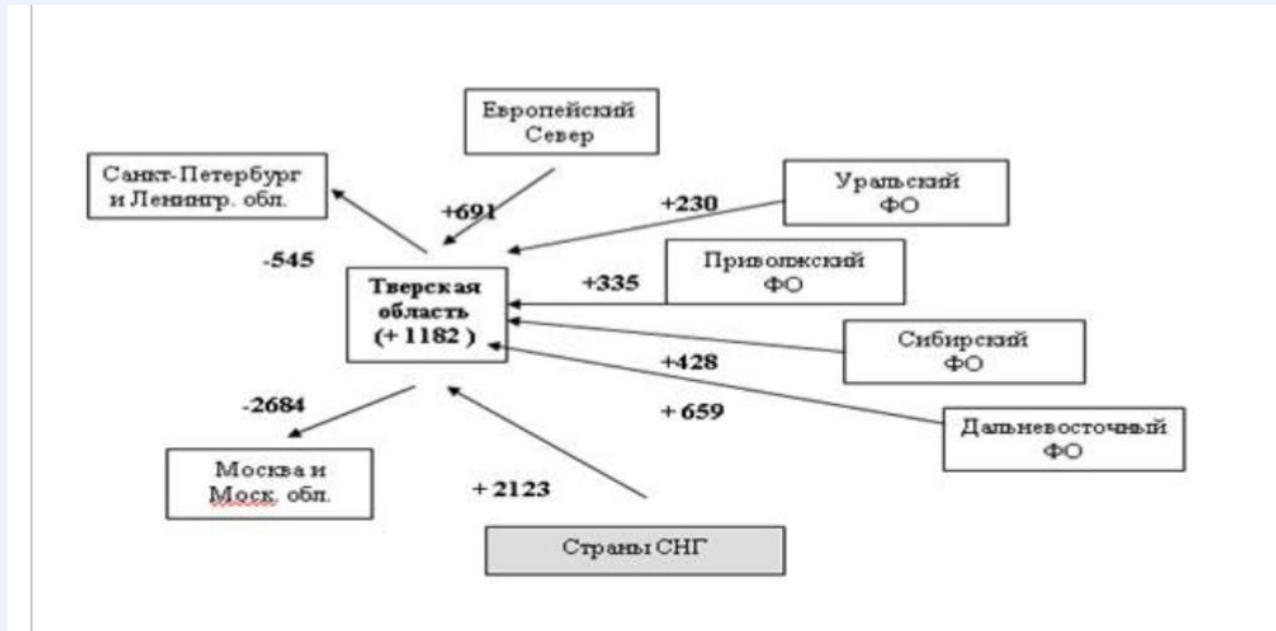 Европейский
Север
Санкт-Петербург
и Ленингр. обл.
Уральский
ФО
+691
+230
-545
Приволжский
ФО
Тверская
область
(+ 1182 )
+335
Сибирский
ФО
+428
-2684
+ 659
Дальневосточный
ФО
Москва и
Моск. обл.
+ 2123
Страны СНГ